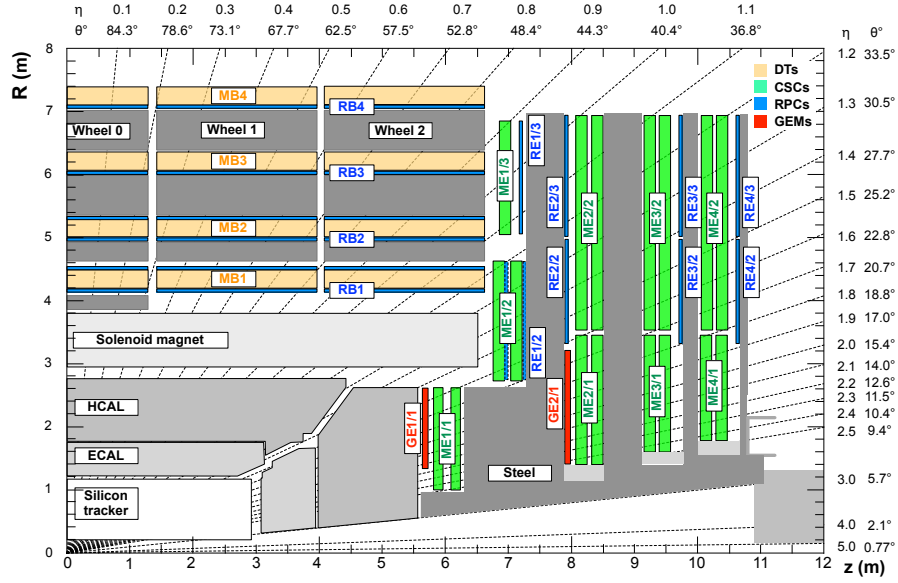 η 0.1 0.2 0.3 0.4 0.5 0.6 0.7 0.8 0.9 1.0 1.1
θ° 84.3° 78.6° 73.1° 67.7° 62.5° 57.5° 52.8° 48.4° 44.3° 40.4° 36.8° η θ°
R (m)
8
7
6
5
4
3
2
1
0
1.2 33.5°
1.3 30.5°
1.4 27.7°
1.5 25.2°
1.6 22.8°
1.7 20.7°
1.8 18.8°
1.9 17.0°
2.0 15.4°
2.1 14.0°
2.2 12.6°
2.3 11.5°
2.4 10.4°
2.5 9.4°
3.0 5.7°
4.0 2.1°
5.0 0.77°
DTs
CSCs
RPCs
GEMs
MB4
RB4
Wheel 0 Wheel 1 Wheel 2
MB3
RB3
MB2
RB2
MB1
RB1
Solenoid magnet
HCAL
ECAL
Silicon
tracker
Steel
ME1/3
RE1/3
ME1/2
RE1/2
GE1/1
ME1/1
RE2/3
RE2/2
GE2/1
ME2/2
ME2/1
ME3/2
ME3/1
RE3/3
RE3/2
ME4/2
ME4/1
RE4/3
RE4/2
0 1 2 3 4 5 6 7 8 9 10 11 12
z (m)